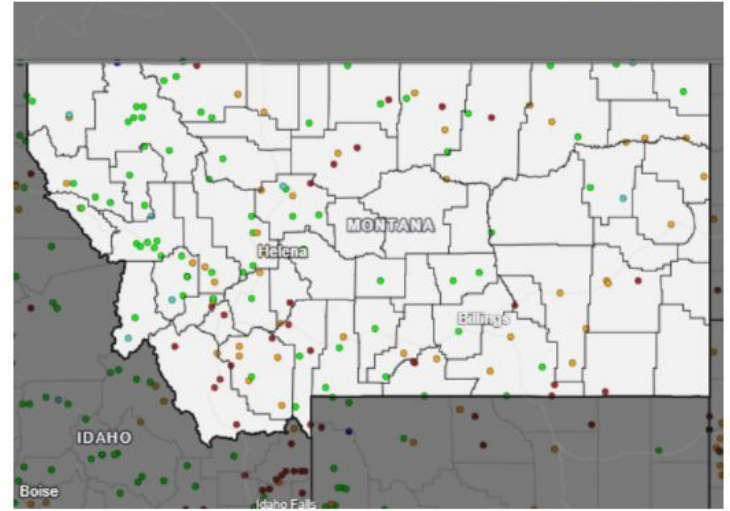 MONTANA
Helena
Billings
IDAHO
Boise
Idaho Falls